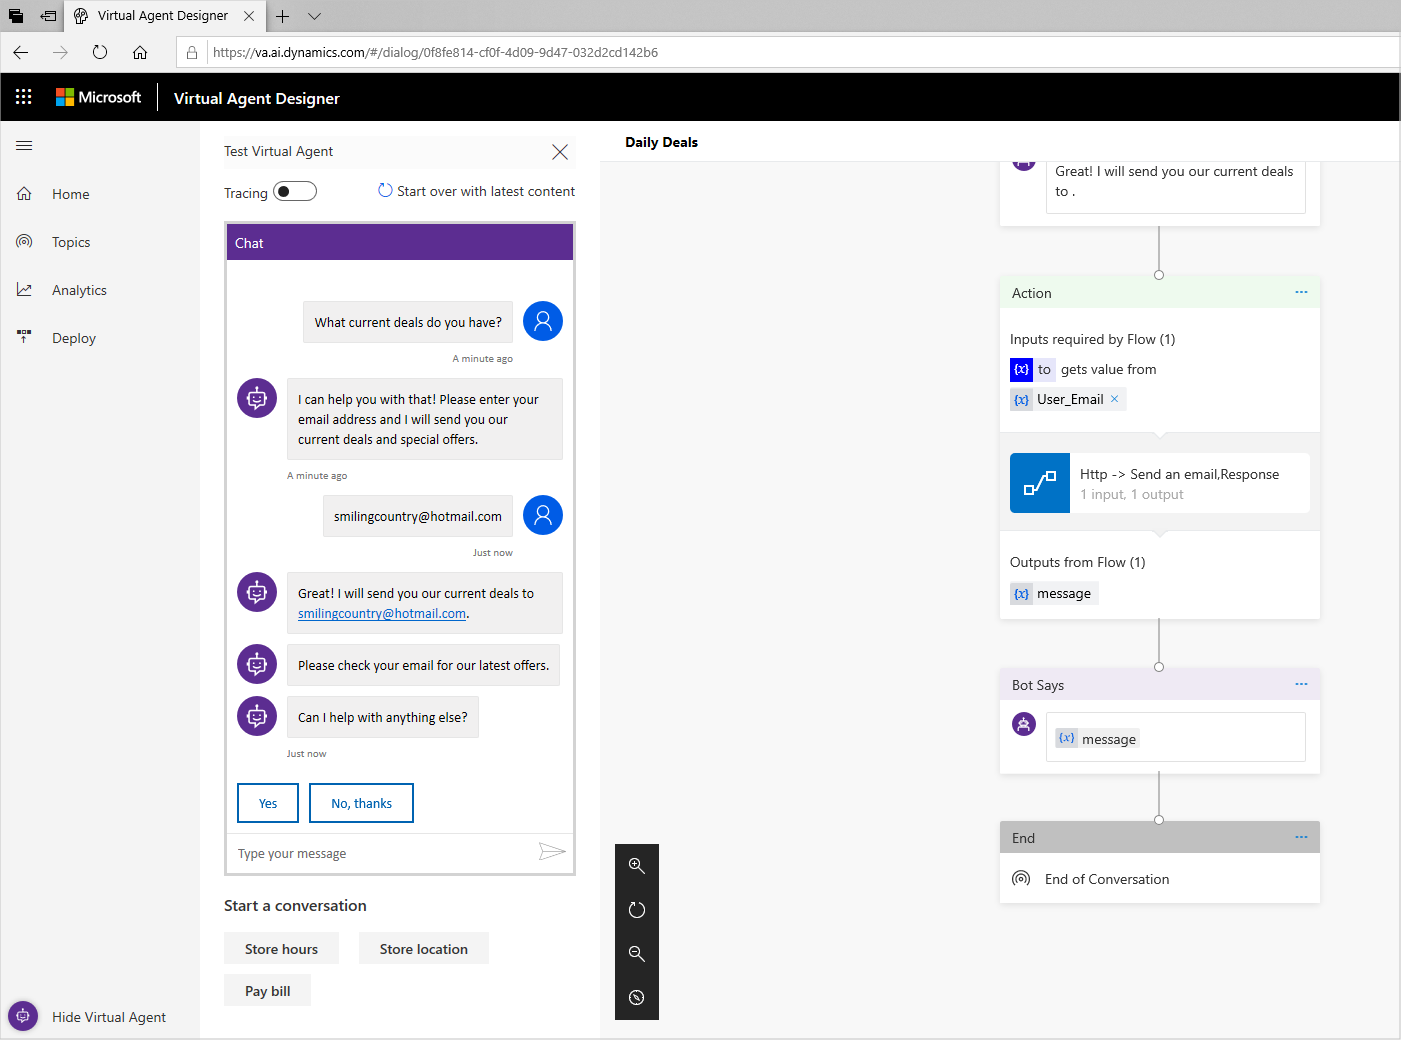 Virtual Agent Designer
https://va.ai.dynamics.com/#/dialog/0f8fe814-cf0f-4d09-9d47-032d2cd142b6
Microsoft
Virtual Agent Designer
Home
Topics
Analytics
Deploy
Hide Virtual Agent
Test Virtual Agent
Tracing
Start over with latest content
Chat
What current deals do you have?
A minute ago
I can help you with that! Please enter your
email address and I will send you our
current deals and special offers.
A minute ago
smilingcountry@hotmail.com
Just now
Great! I will send you our current deals to
smilingcountry@hotmail.com.
Please check your email for our latest offers.
Can I help with anything else?
Just now
Yes
No, thanks
Type your message
Start a conversation
Store hours
Store location
Pay bill
Daily Deals
Great! I will send you our current deals
to .
Action
...
Inputs required by Flow (1)
{x} to gets value from
{x} User_Email ×
Http -> Send an email,Response
1 input, 1 output
Outputs from Flow (1)
{x} message
Bot Says
...
{x} message
End
...
End of Conversation